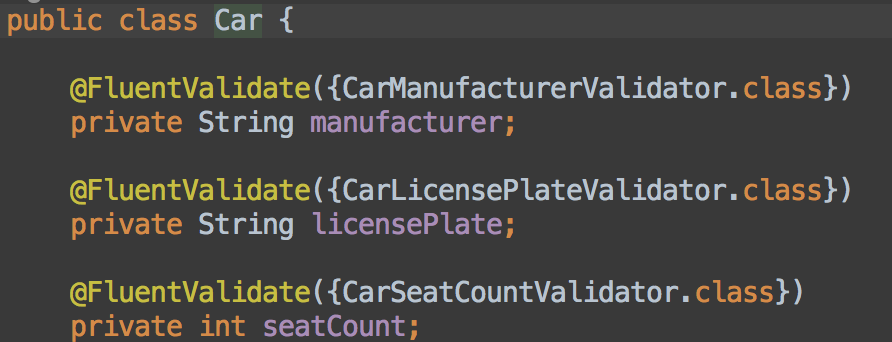 public class Car {
@FluentValidate({CarManufacturerValidator.class})
private String manufacturer;
@FluentValidate({CarLicensePlateValidator.class})
private String licensePlate;
@FluentValidate({CarSeatCountValidator.class})
private int seatCount;